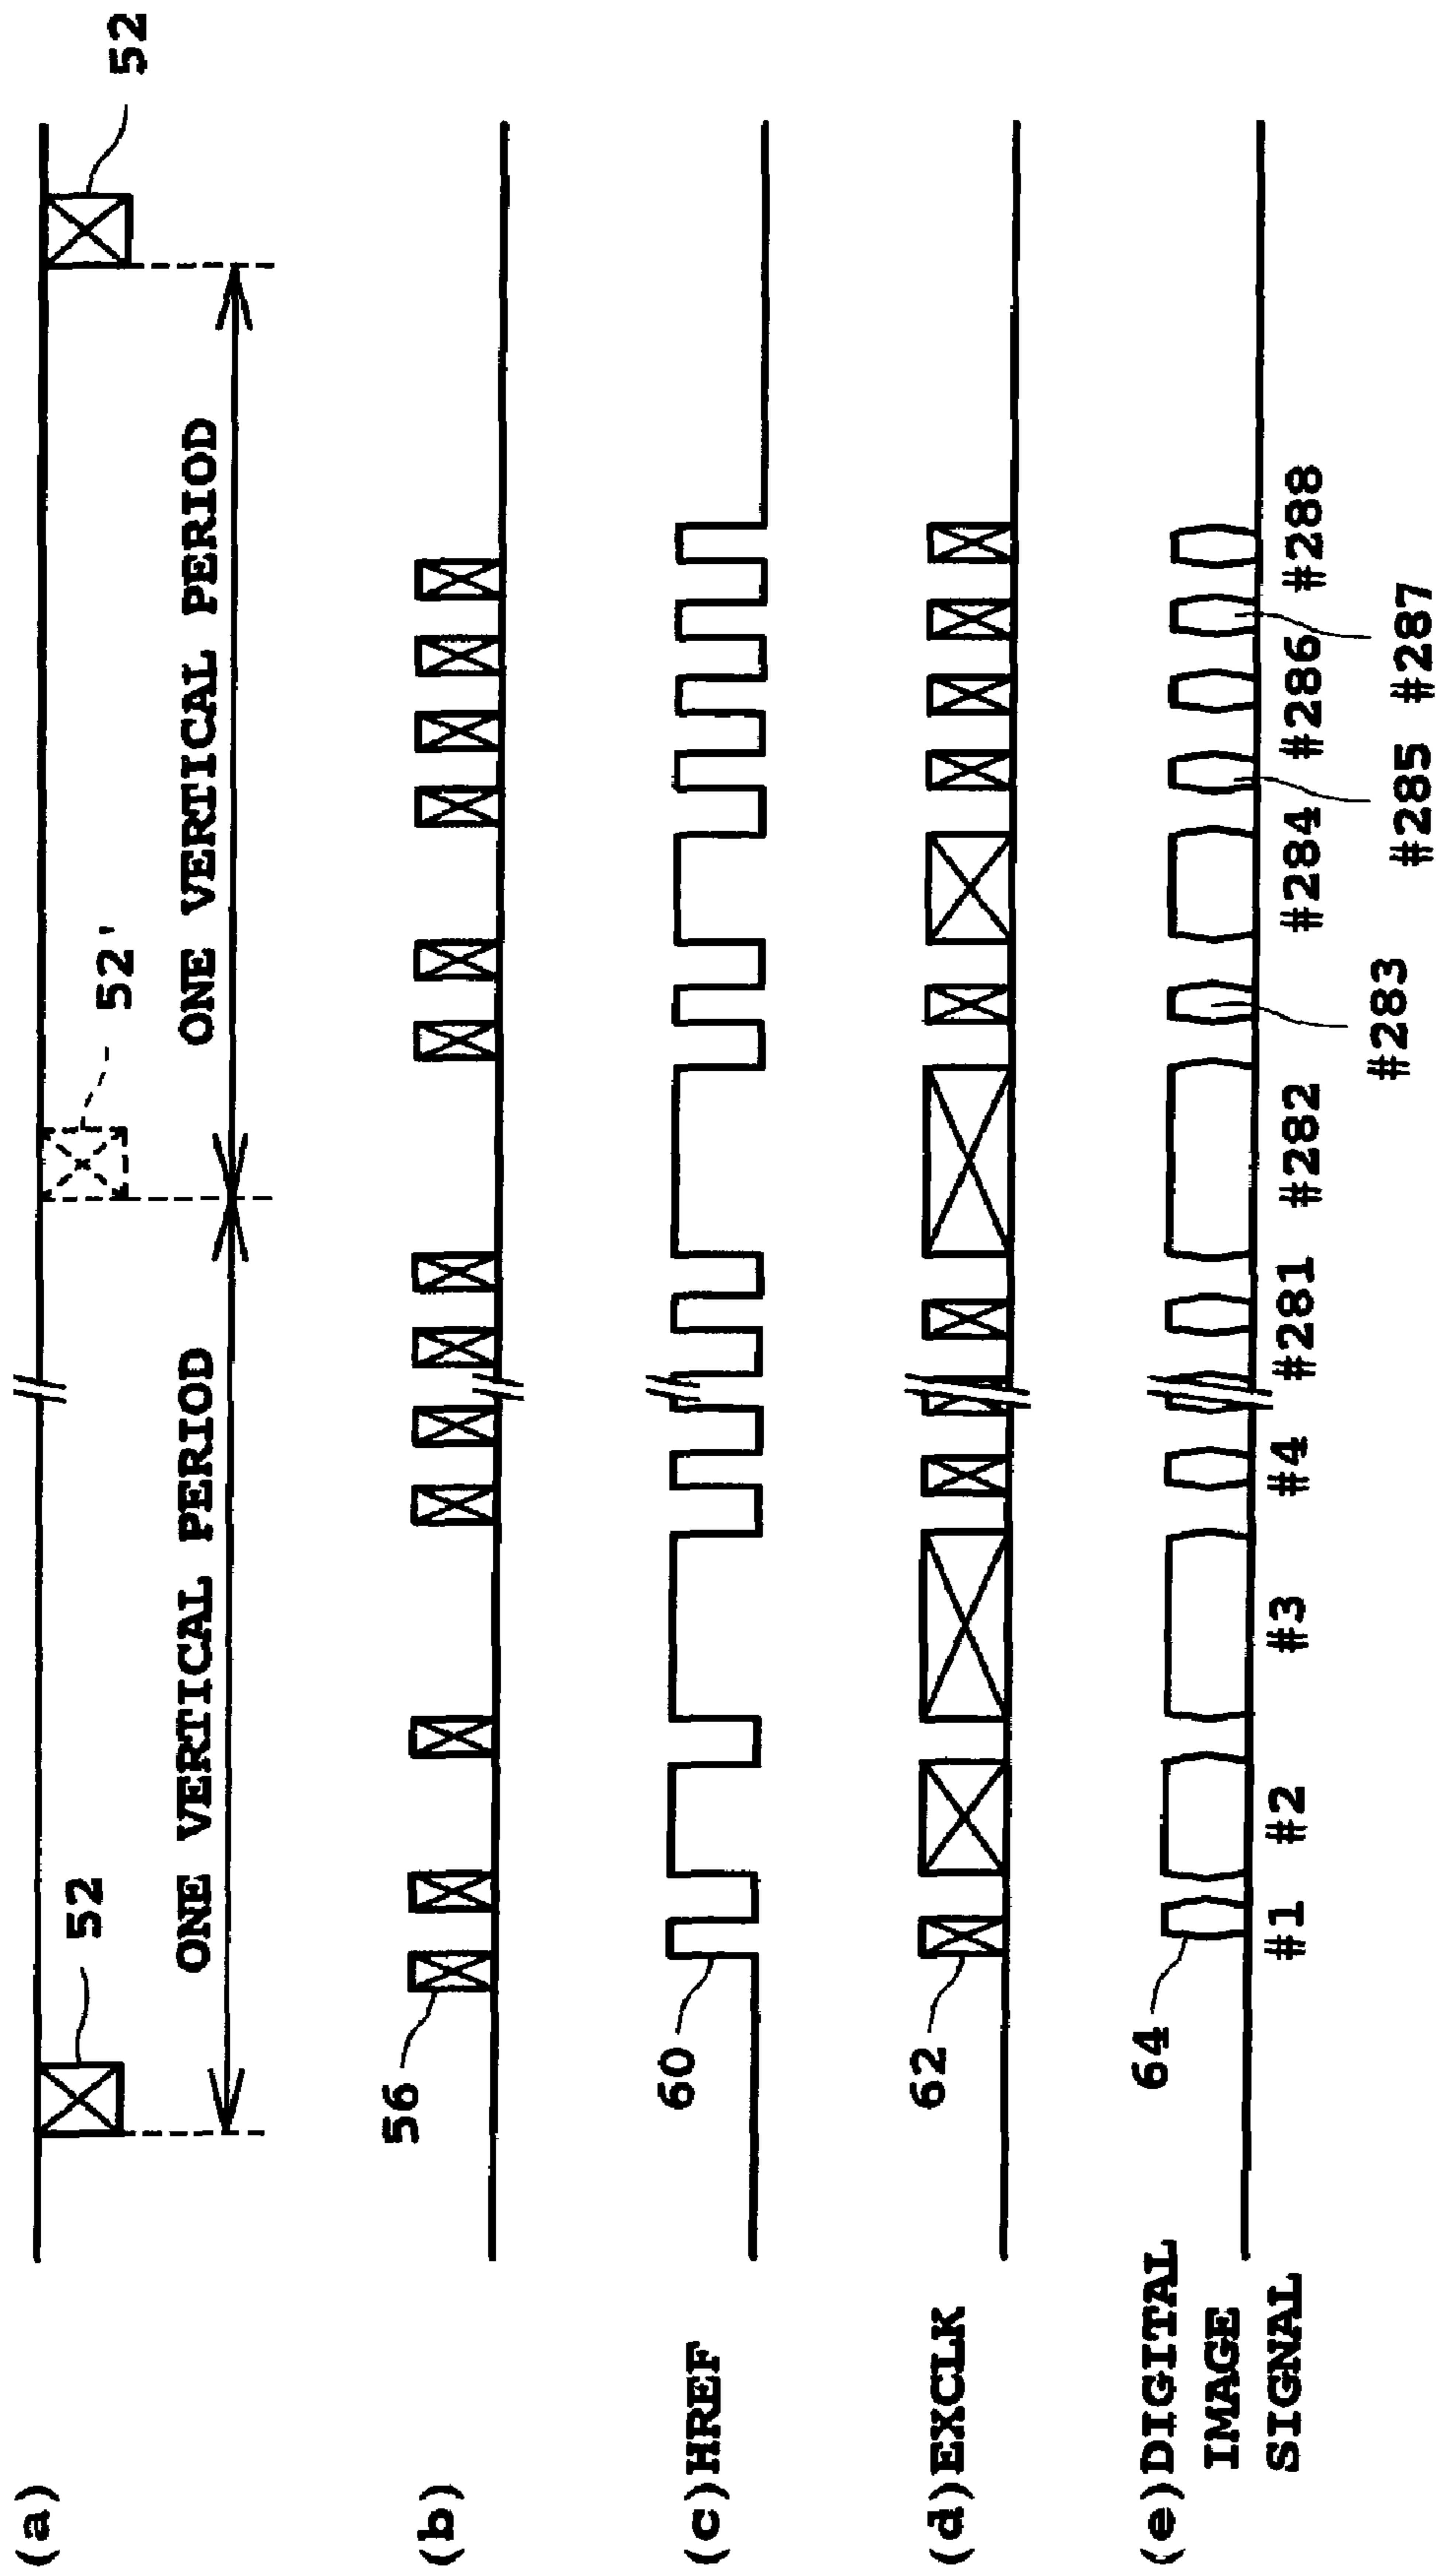 (a)
52
52'
52
ONE VERTICAL PERIOD
ONE VERTICAL PERIOD
(b)
56
(c)HREF
60
(d)EXCLK
62
(e)DIGITAL
IMAGE
SIGNAL
64
#1
#2
#3
#4
#281
#282
#283
#284
#285
#286
#287
#288